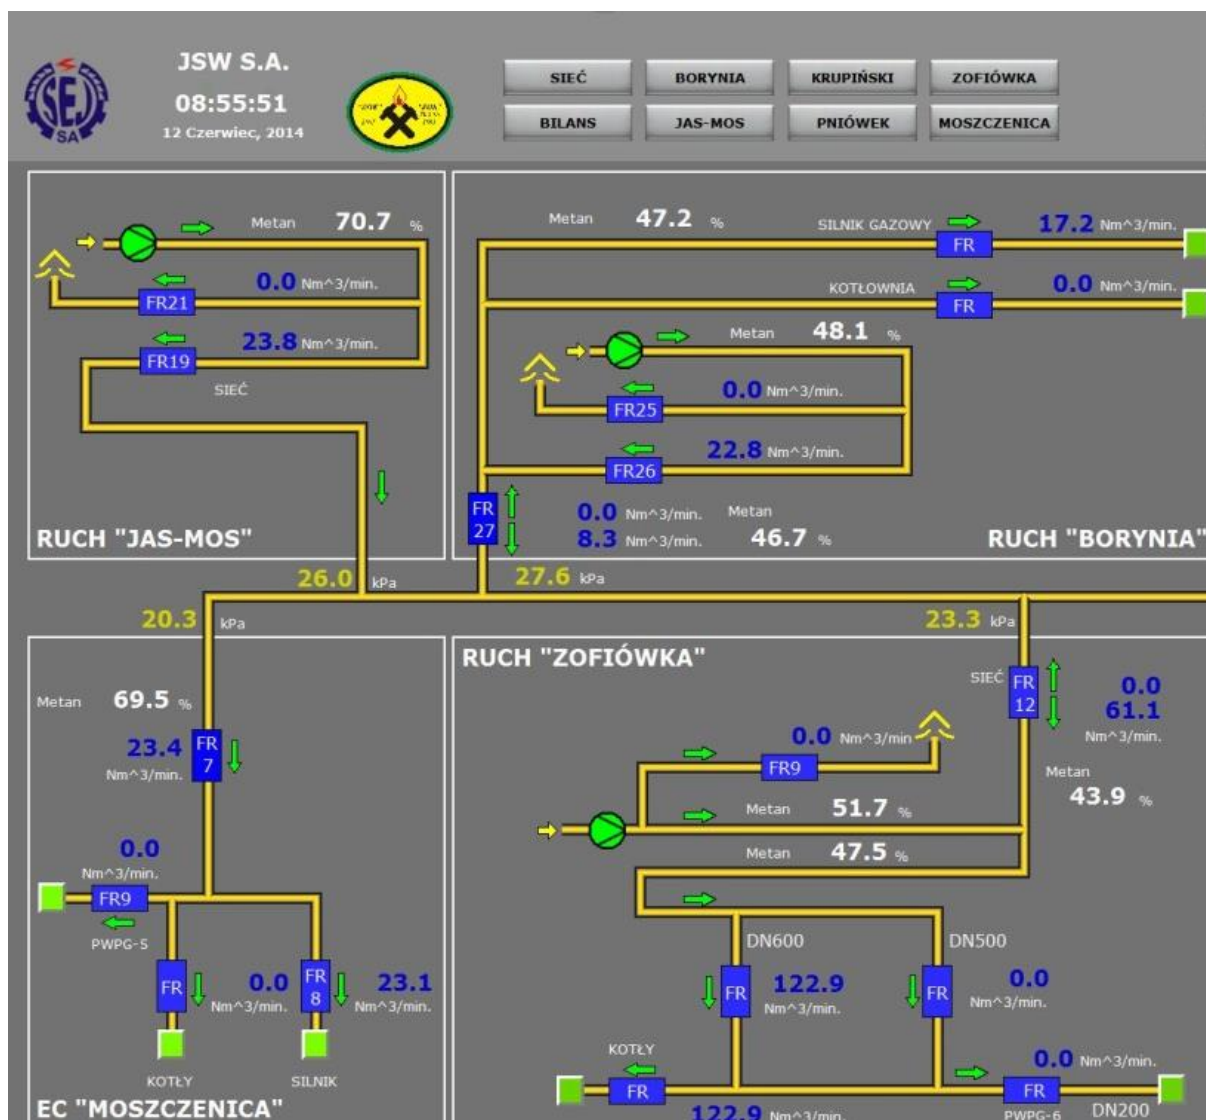 SEJ
SA
JSW S.A.
08:55:51
12 Czerwiec, 2014
SIEĆ
BORYNIA
KRUPIŃSKI
ZOFIÓWKA
BILANS
JAS-MOS
PNIÓWEK
MOSZCZENICA
Metan 70.7 %
0.0 Nm^3/min.
FR21
23.8 Nm^3/min.
FR19
SIEĆ
RUCH "JAS-MOS"
26.0 kPa
Metan 47.2 %
SILNIK GAZOWY
FR
17.2 Nm^3/min.
KOTŁOWNIA
FR
0.0 Nm^3/min.
Metan 48.1 %
0.0 Nm^3/min.
FR25
22.8 Nm^3/min.
FR26
FR
27
0.0 Nm^3/min.
8.3 Nm^3/min.
Metan
46.7 %
RUCH "BORYNIA"
27.6 kPa
20.3 kPa
23.3 kPa
Metan 69.5 %
23.4
Nm^3/min.
FR
7
0.0
Nm^3/min.
FR9
PWPG-5
FR
0.0
Nm^3/min.
FR
8
23.1
Nm^3/min.
KOTŁY
SILNIK
EC "MOSZCZENICA"
RUCH "ZOFIÓWKA"
SIEĆ
FR
12
0.0
61.1
Nm^3/min.
Metan
43.9 %
0.0 Nm^3/min
FR9
Metan 51.7 %
Metan 47.5 %
DN600
DN500
FR
122.9
Nm^3/min.
FR
0.0
Nm^3/min.
KOTŁY
FR
122.9 Nm^3/min.
0.0 Nm^3/min.
FR
PWPG-6
DN200